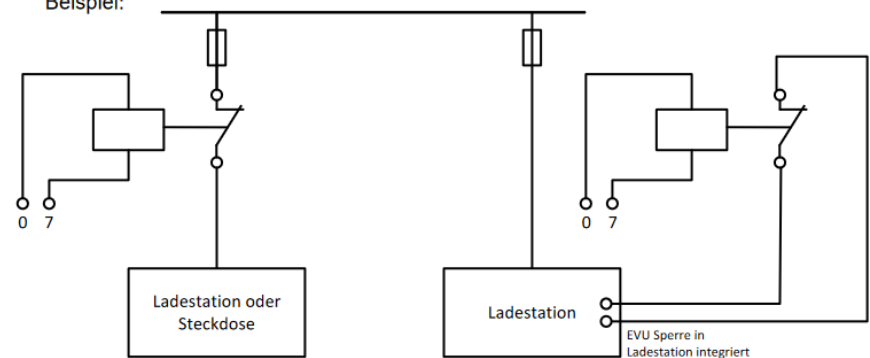 Beispiel:
0 7
0 7
Ladestation oder
Steckdose
Ladestation
EVU Sperre in
Ladestation integriert